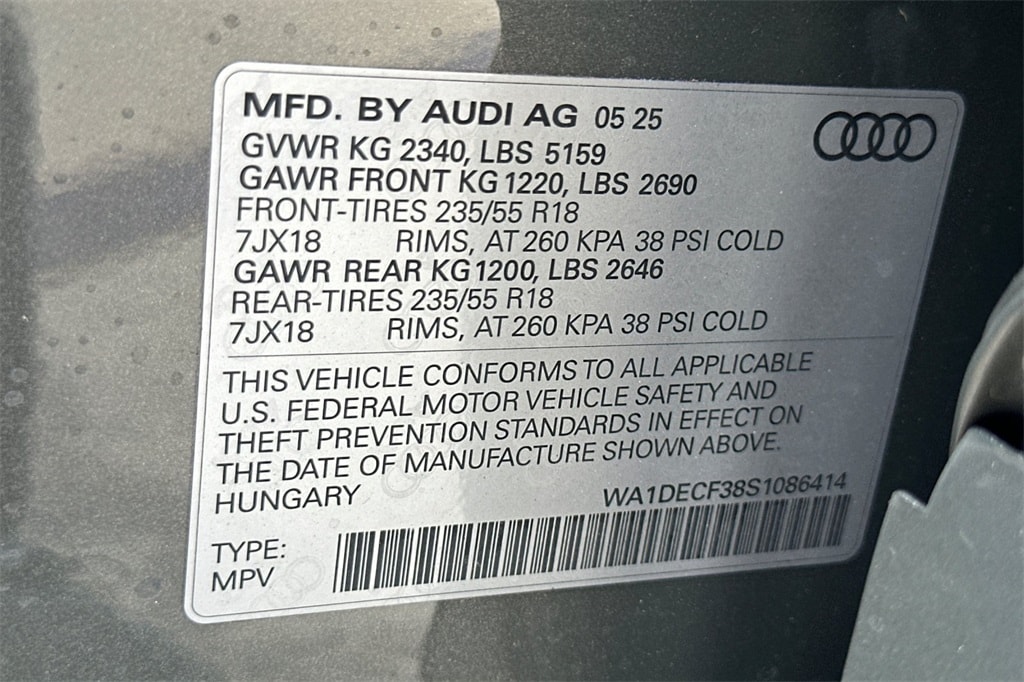 MFD. BY AUDI AG 05 25
GVWR KG 2340, LBS 5159
GAWR FRONT KG 1220, LBS 2690
FRONT-TIRES 235/55 R18
7JX18 RIMS, AT 260 KPA 38 PSI COLD
GAWR REAR KG 1200, LBS 2646
REAR-TIRES 235/55 R18
7JX18 RIMS, AT 260 KPA 38 PSI COLD
THIS VEHICLE CONFORMS TO ALL APPLICABLE
U.S. FEDERAL MOTOR VEHICLE SAFETY AND
THEFT PREVENTION STANDARDS IN EFFECT ON
THE DATE OF MANUFACTURE SHOWN ABOVE.
HUNGARY WA1DECF38S1086414
TYPE:
MPV